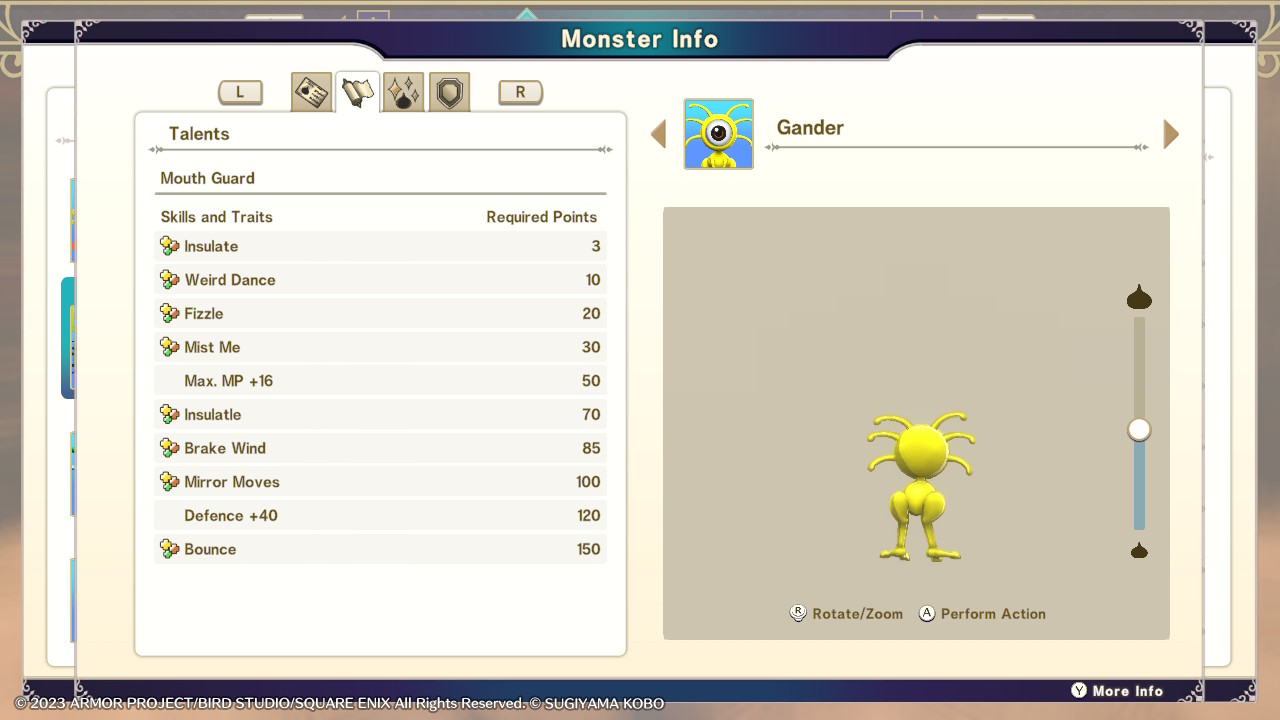 Monster Info
L
R
Talents
Mouth Guard
Skills and Traits Required Points
Insulate 3
Weird Dance 10
Fizzle 20
Mist Me 30
Max. MP +16 50
Insulatle 70
Brake Wind 85
Mirror Moves 100
Defence +40 120
Bounce 150
Gander
R Rotate/Zoom A Perform Action
Y More Info
© 2023 ARMOR PROJECT/BIRD STUDIO/SQUARE ENIX All Rights Reserved. © SUGIYAMA KOBO